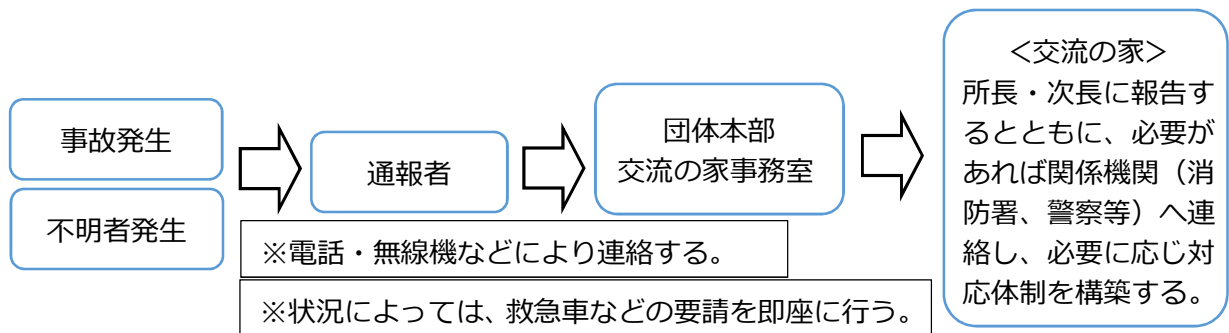 事故発生
不明者発生
通報者
※電話・無線機などにより連絡する。
※状況によっては、救急車などの要請を即座に行う。
団体本部
交流の家事務室
＜交流の家＞
所長・次長に報告す
るとともに、必要が
あれば関係機関（消
防署、警察等）へ連
絡し、必要に応じ対
応体制を構築する。